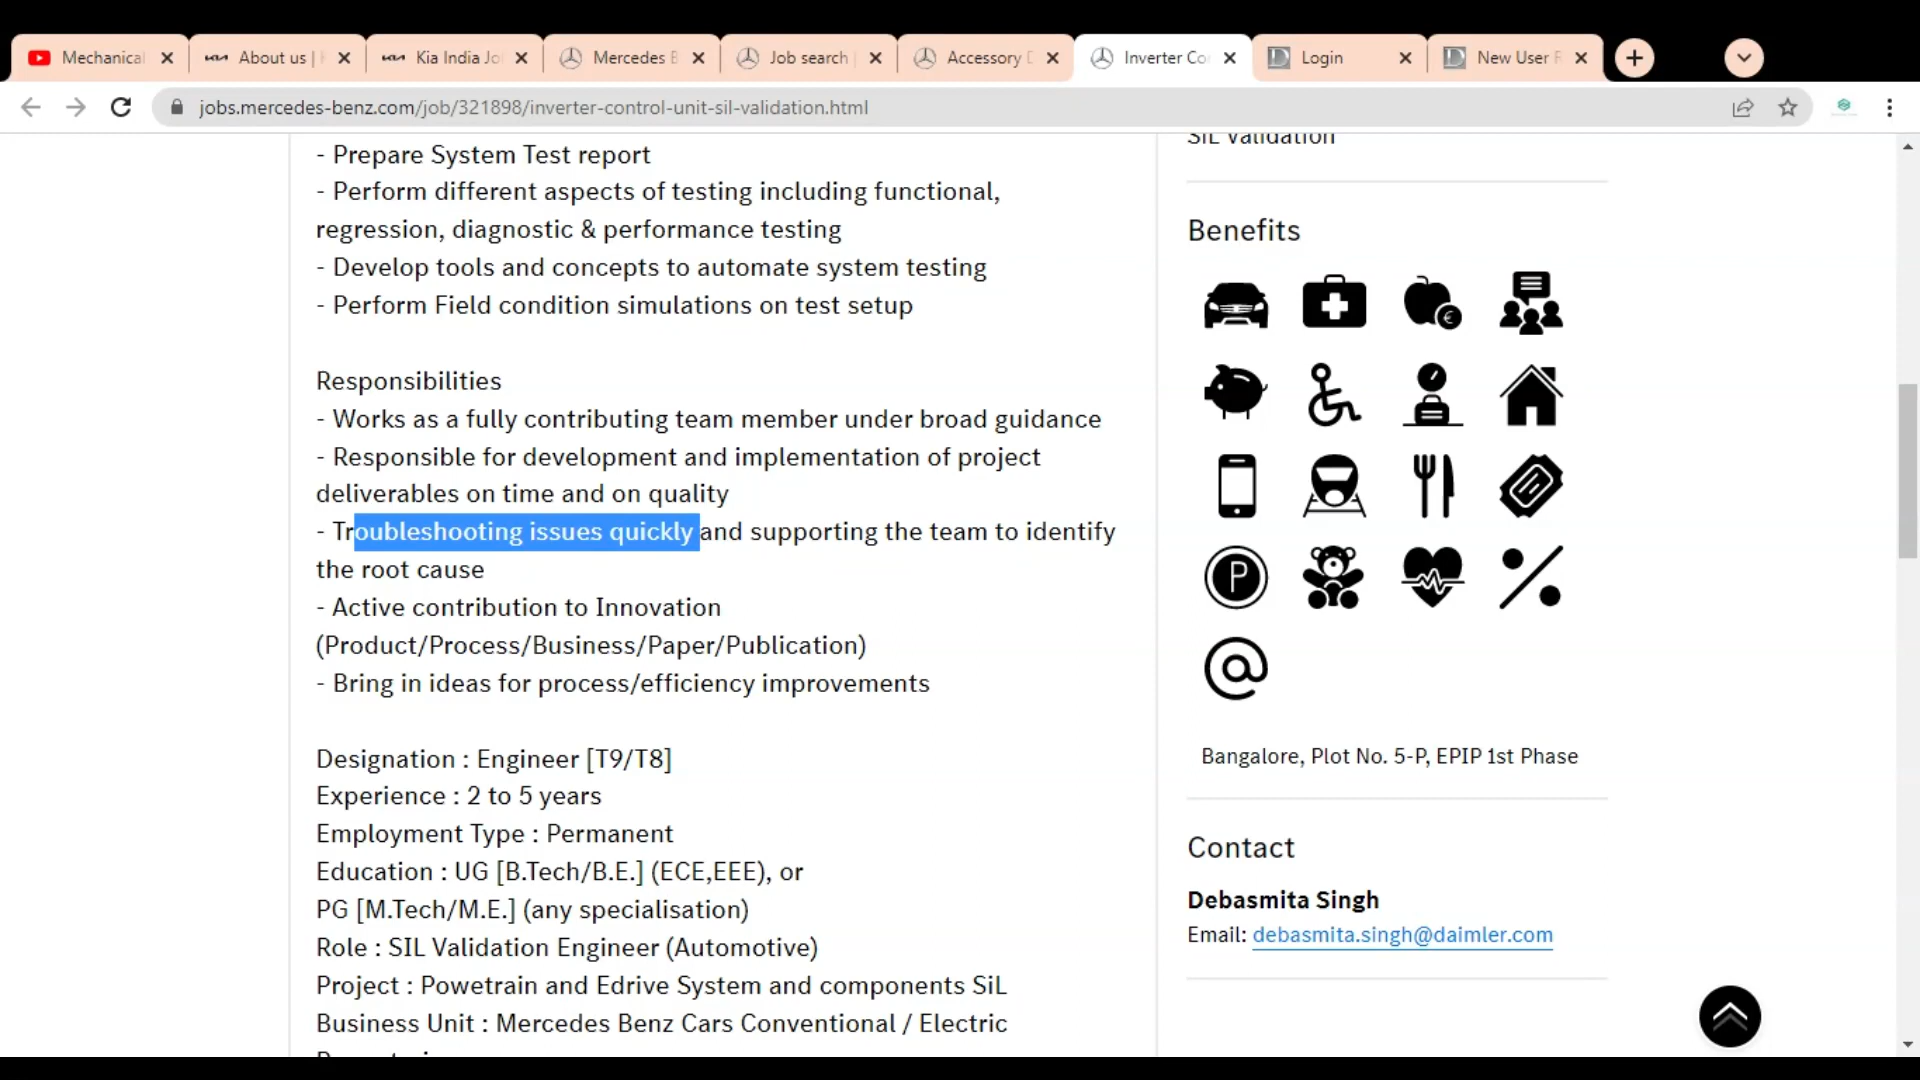 Mechanical
About us |
Kia India Jo
Mercedes B
Job search |
Accessory D
Inverter Co
Login
New User R
jobs.mercedes-benz.com/job/321898/inverter-control-unit-sil-validation.html
- Prepare System Test report
- Perform different aspects of testing including functional,
regression, diagnostic & performance testing
- Develop tools and concepts to automate system testing
- Perform Field condition simulations on test setup
Responsibilities
- Works as a fully contributing team member under broad guidance
- Responsible for development and implementation of project
deliverables on time and on quality
- Troubleshooting issues quickly and supporting the team to identify
the root cause
- Active contribution to Innovation
(Product/Process/Business/Paper/Publication)
- Bring in ideas for process/efficiency improvements
Designation : Engineer [T9/T8]
Experience : 2 to 5 years
Employment Type : Permanent
Education : UG [B.Tech/B.E.] (ECE,EEE), or
PG [M.Tech/M.E.] (any specialisation)
Role : SIL Validation Engineer (Automotive)
Project : Powetrain and Edrive System and components SiL
Business Unit : Mercedes Benz Cars Conventional / Electric
SIL Validation
Benefits
Bangalore, Plot No. 5-P, EPIP 1st Phase
Contact
Debasmita Singh
Email: debasmita.singh@daimler.com